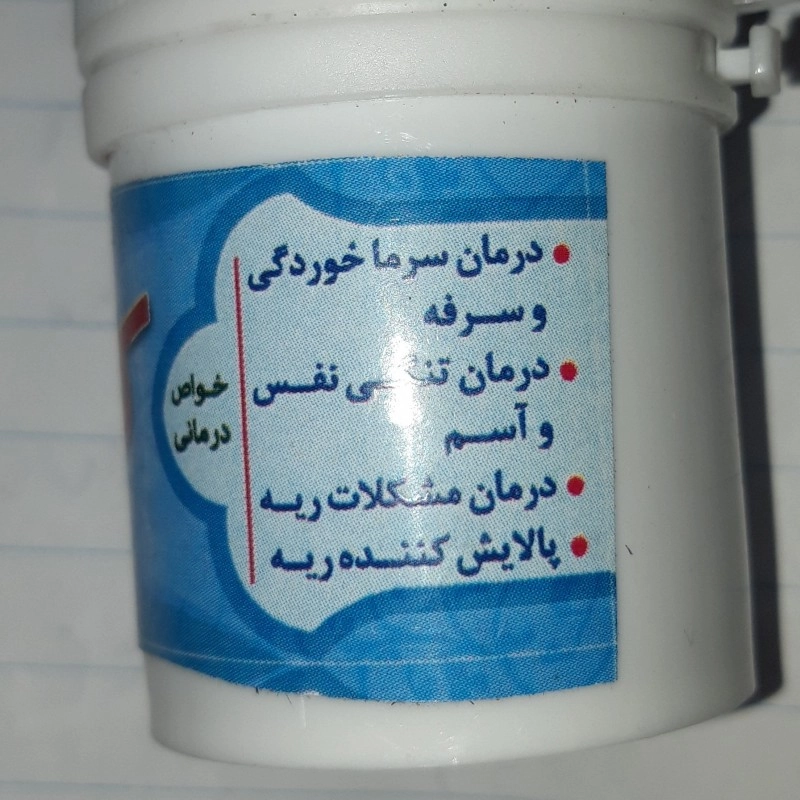 درمان سرما خوردگی
و سرفه
درمان تنگی نفس
و آسم
درمان مشکلات ریه
پالایش کننده ریه
خواص
درمانی